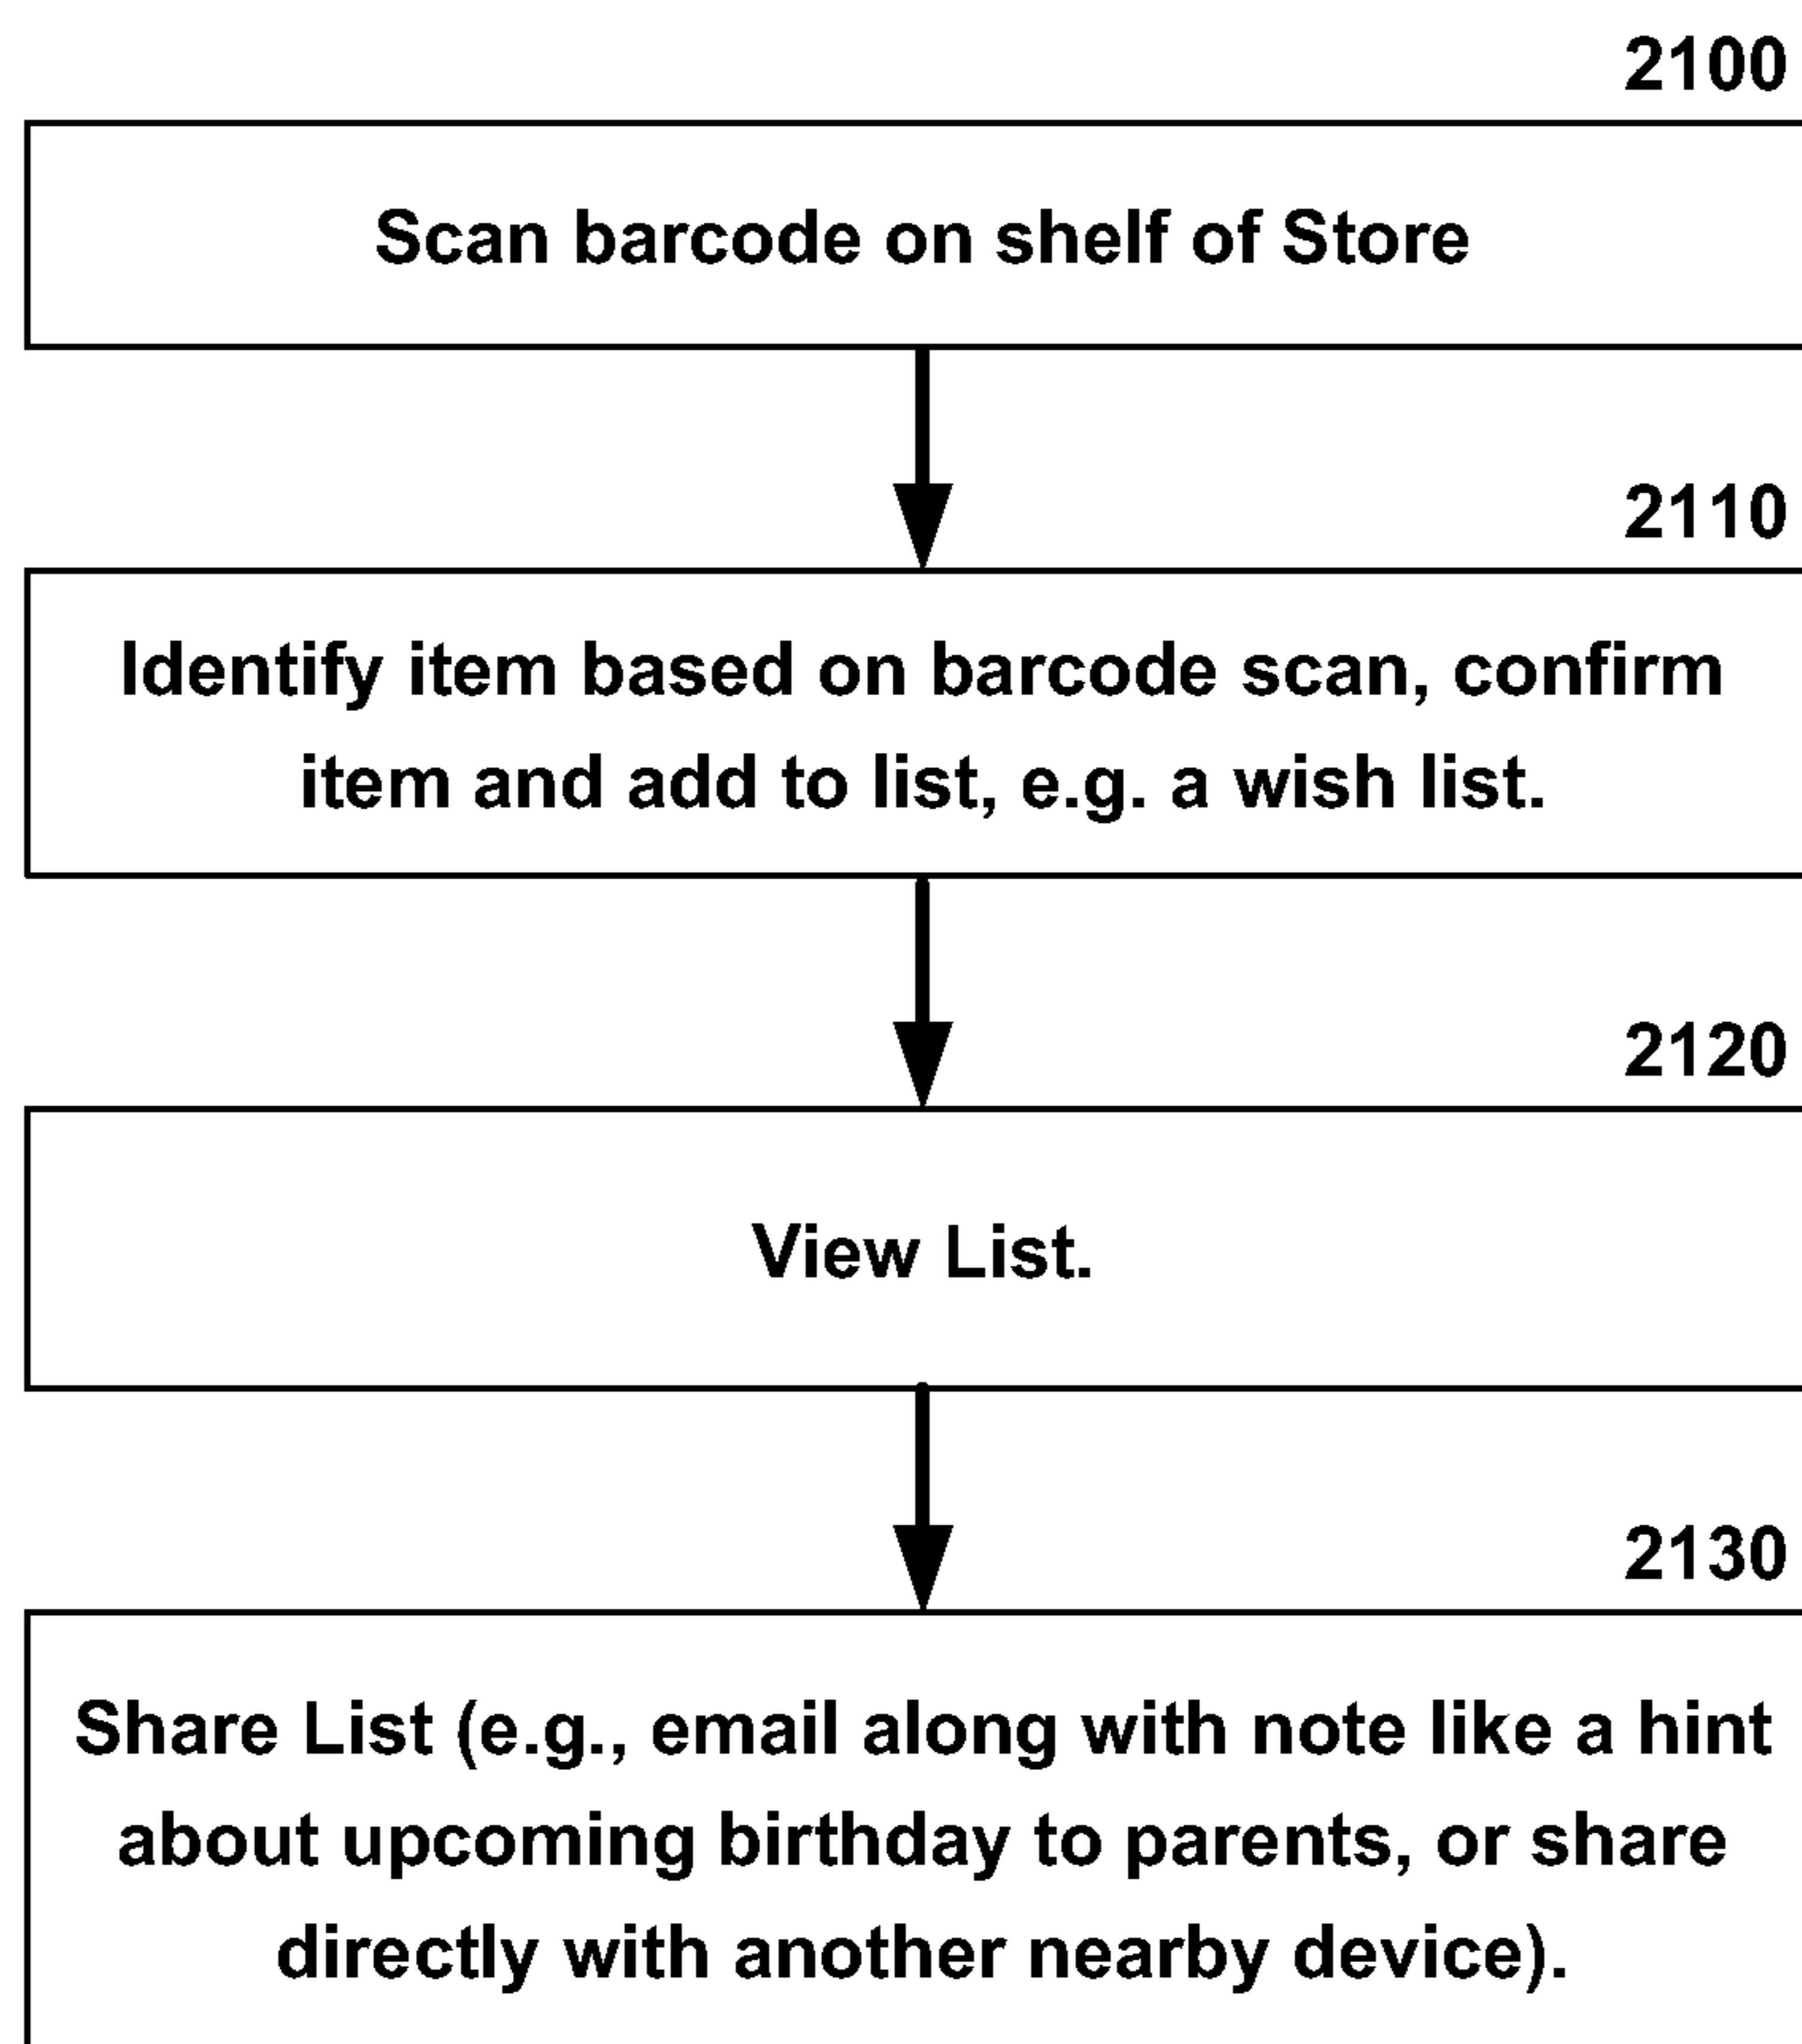 2100
Scan barcode on shelf of Store
2110
Identify item based on barcode scan, confirm
item and add to list, e.g. a wish list.
2120
View List.
2130
Share List (e.g., email along with note like a hint
about upcoming birthday to parents, or share
directly with another nearby device).